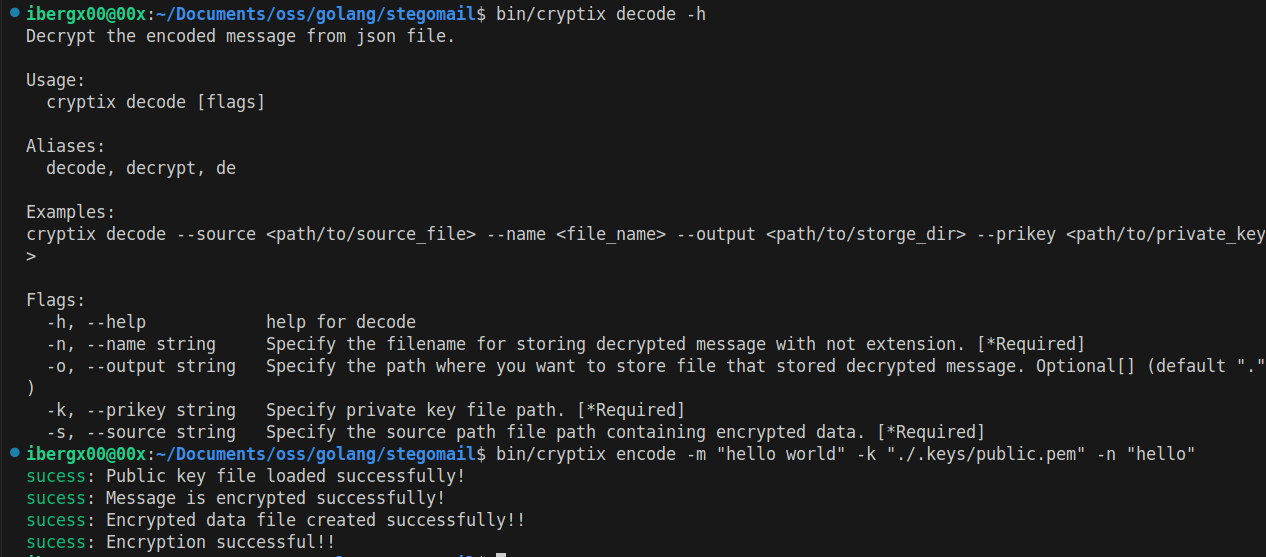 ibergx00@00x:~/Documents/oss/golang/stegomail$ bin/cryptix decode -h
Decrypt the encoded message from json file.
Usage:
cryptix decode [flags]
Aliases:
decode, decrypt, de
Examples:
cryptix decode --source <path/to/source_file> --name <file_name> --output <path/to/storge_dir> --prikey <path/to/private_key
>
Flags:
-h, --help help for decode
-n, --name string Specify the filename for storing decrypted message with not extension. [*Required]
-o, --output string Specify the path where you want to store file that stored decrypted message. Optional[] (default "."
)
-k, --prikey string Specify private key file path. [*Required]
-s, --source string Specify the source path file path containing encrypted data. [*Required]
ibergx00@00x:~/Documents/oss/golang/stegomail$ bin/cryptix encode -m "hello world" -k "./.keys/public.pem" -n "hello"
sucess: Public key file loaded successfully!
sucess: Message is encrypted successfully!
sucess: Encrypted data file created successfully!!
sucess: Encryption successful!!